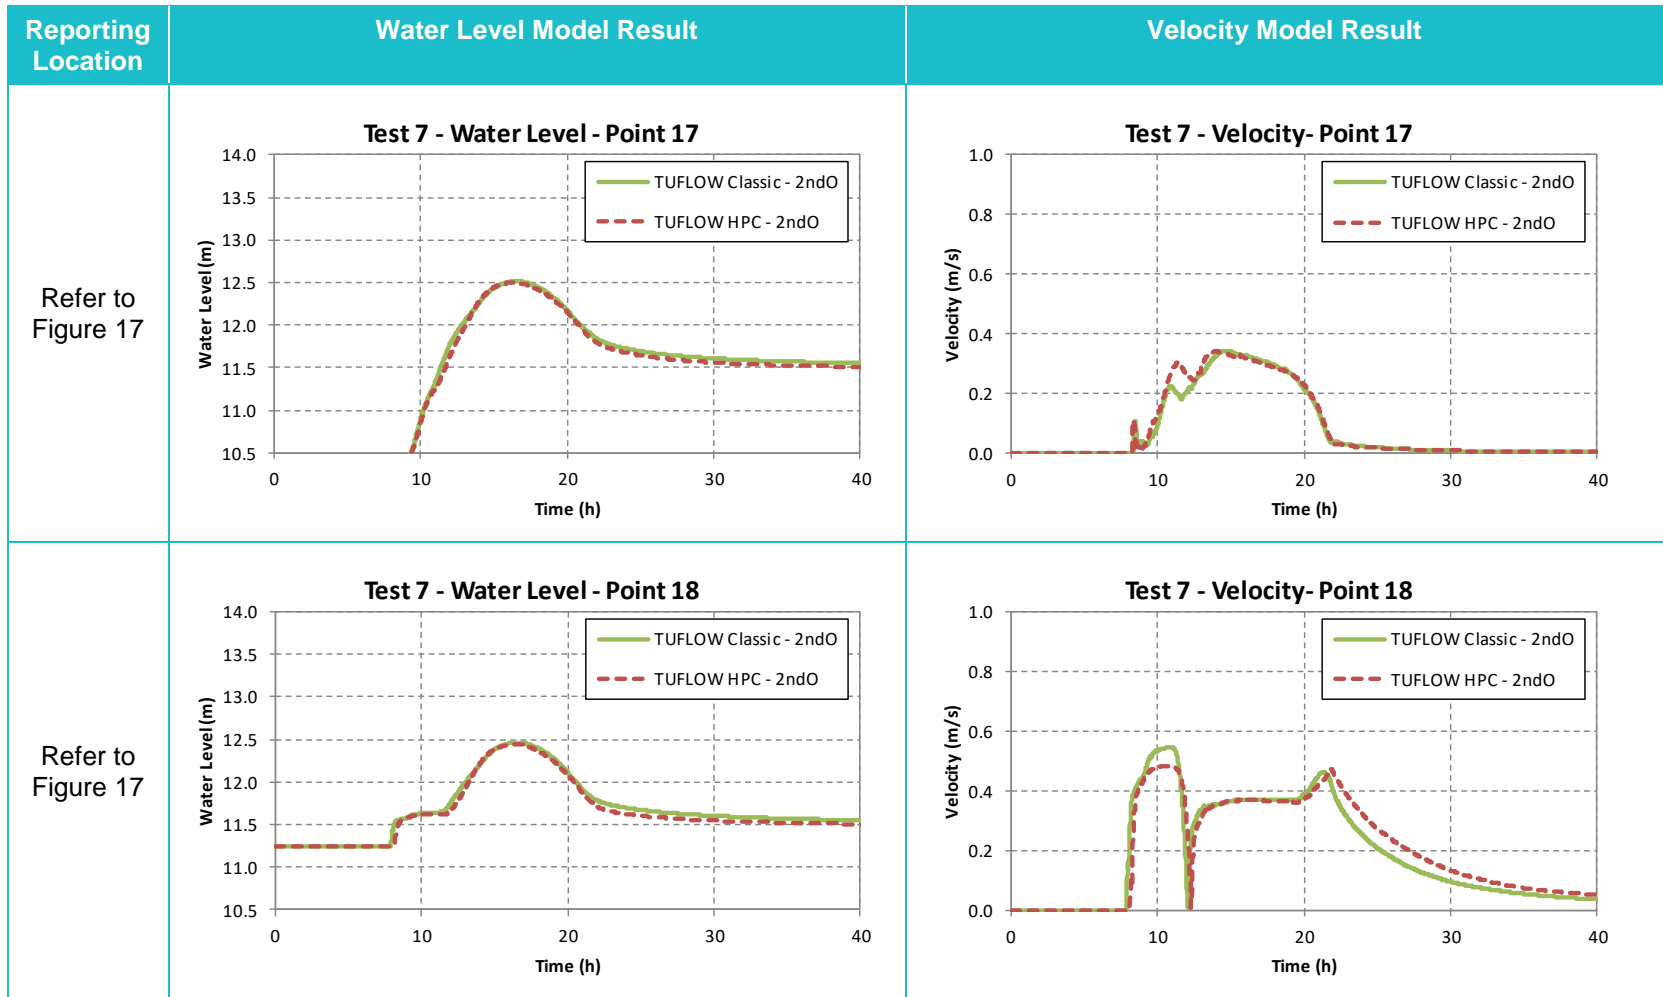 Reporting
Location
Water Level Model Result
Velocity Model Result
Refer to
Figure 17
Test 7 - Water Level - Point 17
14.0
13.5
13.0
12.5
12.0
11.5
11.0
10.5
Water Level (m)
0
10
20
30
40
Time (h)
TUFLOW Classic - 2ndO
TUFLOW HPC - 2ndO
Test 7 - Velocity- Point 17
1.0
0.8
0.6
0.4
0.2
0.0
Velocity (m/s)
0
10
20
30
40
Time (h)
TUFLOW Classic - 2ndO
TUFLOW HPC - 2ndO
Refer to
Figure 17
Test 7 - Water Level - Point 18
14.0
13.5
13.0
12.5
12.0
11.5
11.0
10.5
Water Level (m)
0
10
20
30
40
Time (h)
TUFLOW Classic - 2ndO
TUFLOW HPC - 2ndO
Test 7 - Velocity- Point 18
1.0
0.8
0.6
0.4
0.2
0.0
Velocity (m/s)
0
10
20
30
40
Time (h)
TUFLOW Classic - 2ndO
TUFLOW HPC - 2ndO